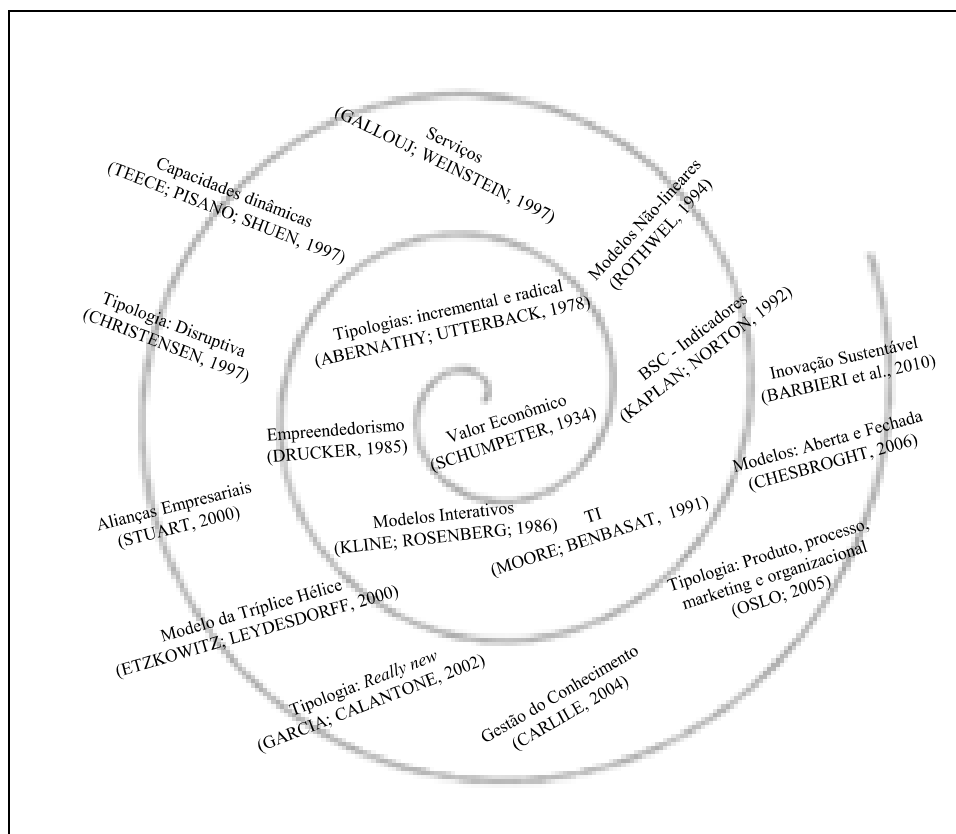 Serviços
(GALLOUJ; WEINSTEIN, 1997)
Capacidades dinâmicas
(TEECE; PISANO; SHUEN, 1997)
Modelos Não-lineares
(ROTHWEL, 1994)
Tipologias: incremental e radical
(ABERNATHY; UTTERBACK, 1978)
Tipologia: Disruptiva
(CHRISTENSEN, 1997)
BSC - Indicadores
(KAPLAN; NORTON, 1992)
Inovação Sustentável
(BARBIERI et al., 2010)
Empreendedorismo
(DRUCKER, 1985)
Valor Econômico
(SCHUMPETER, 1934)
Modelos: Aberta e Fechada
(CHESBROGHT, 2006)
Alianças Empresariais
(STUART, 2000)
Modelos Interativos
(KLINE; ROSENBERG; 1986)
TI
(MOORE; BENBASAT, 1991)
Tipologia: Produto, processo,
marketing e organizacional
(OSLO; 2005)
Modelo da Tríplice Hélice
(ETZKOWITZ; LEYDESDORFF, 2000)
Tipologia: Really new
(GARCIA; CALANTONE, 2002)
Gestão do Conhecimento
(CARLILE, 2004)